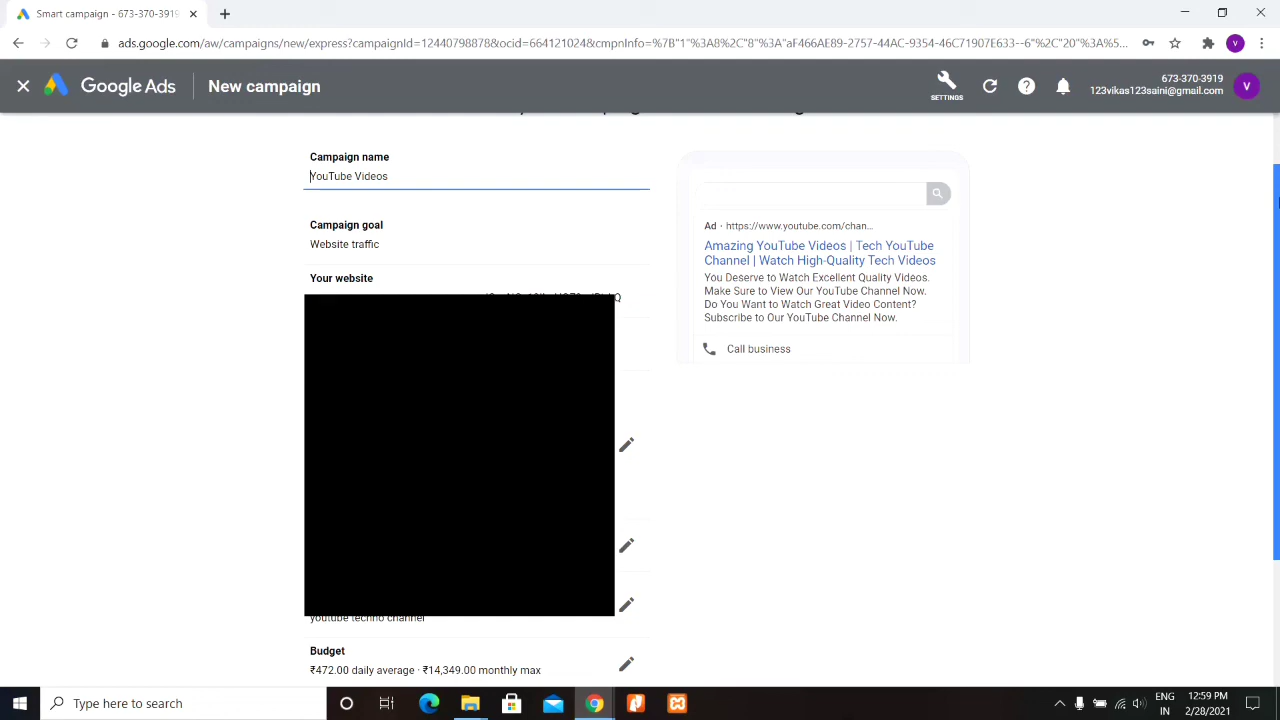 Smart campaign - 673-370-3919
ads.google.com/aw/campaigns/new/express?campaignId=12440798878&ocid=664121024&cmpnInfo=%7B"1"%3A8%2C"8"%3A"aF466AE89-2757-44AC-9354-46C71907E633--6"%2C"20"%3A%5...
v
Google Ads
New campaign
SETTINGS
673-370-3919
123vikas123saini@gmail.com
V
Campaign name
YouTube Videos
Campaign goal
Website traffic
Your website
Ad · https://www.youtube.com/chan...
Amazing YouTube Videos | Tech YouTube
Channel | Watch High-Quality Tech Videos
You Deserve to Watch Excellent Quality Videos.
Make Sure to View Our YouTube Channel Now.
Do You Want to Watch Great Video Content?
Subscribe to Our YouTube Channel Now.
Call business
youtube techno channel
Budget
₹472.00 daily average · ₹14,349.00 monthly max
Type here to search
ENG
IN
12:59 PM
2/28/2021